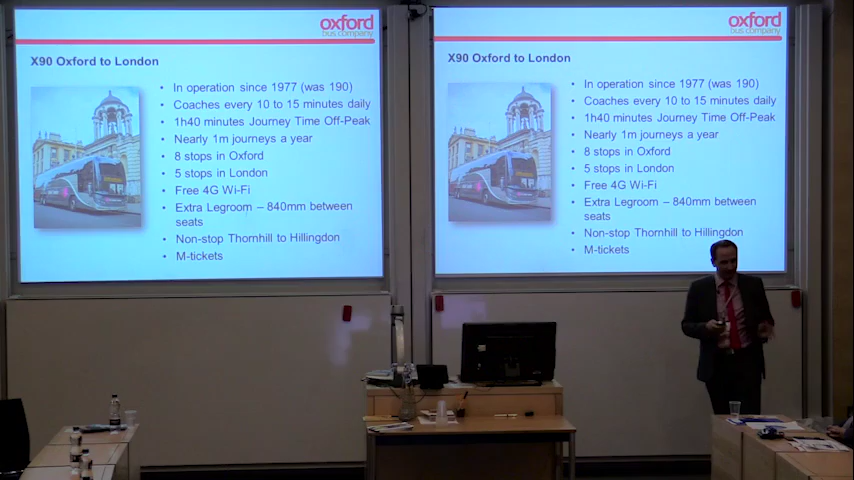 oxford
bus company
X90 Oxford to London
• In operation since 1977 (was 190)
• Coaches every 10 to 15 minutes daily
• 1h40 minutes Journey Time Off-Peak
• Nearly 1m journeys a year
• 8 stops in Oxford
• 5 stops in London
• Free 4G Wi-Fi
• Extra Legroom – 840mm between
seats
• Non-stop Thornhill to Hillingdon
• M-tickets
oxford
bus company
X90 Oxford to London
• In operation since 1977 (was 190)
• Coaches every 10 to 15 minutes daily
• 1h40 minutes Journey Time Off-Peak
• Nearly 1m journeys a year
• 8 stops in Oxford
• 5 stops in London
• Free 4G Wi-Fi
• Extra Legroom – 840mm between
seats
• Non-stop Thornhill to Hillingdon
• M-tickets